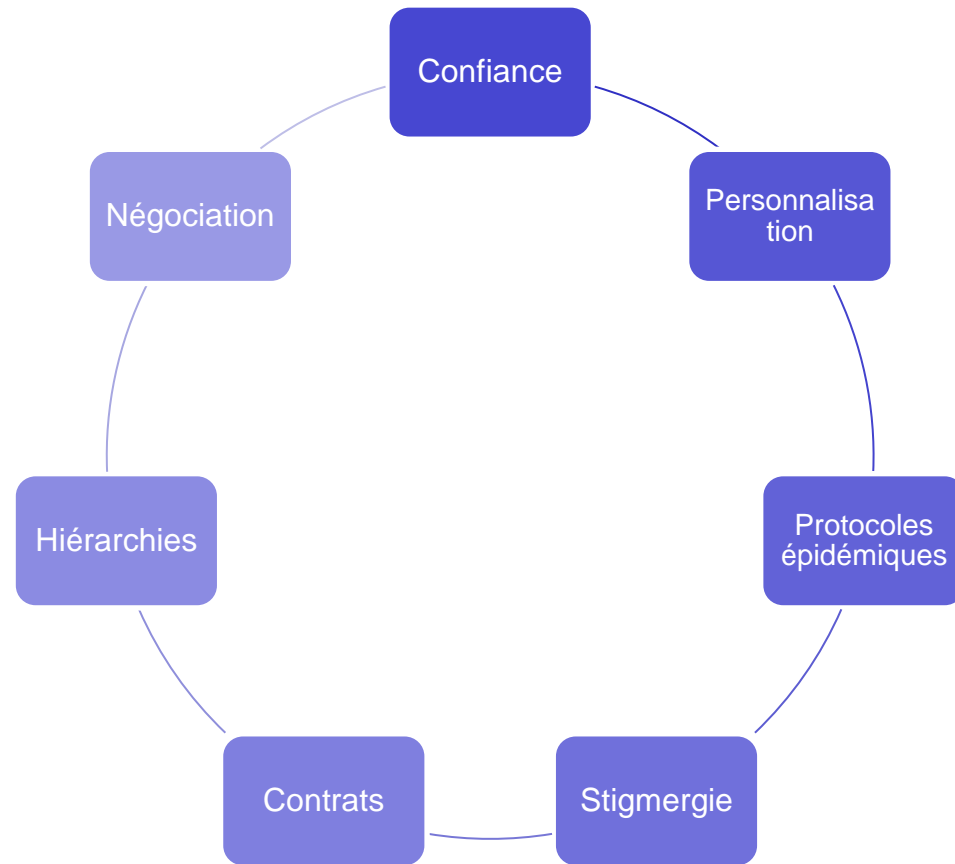 Confiance
Personnalisa
tion
Protocoles
épidémiques
Stigmergie
Contrats
Hiérarchies
Négociation